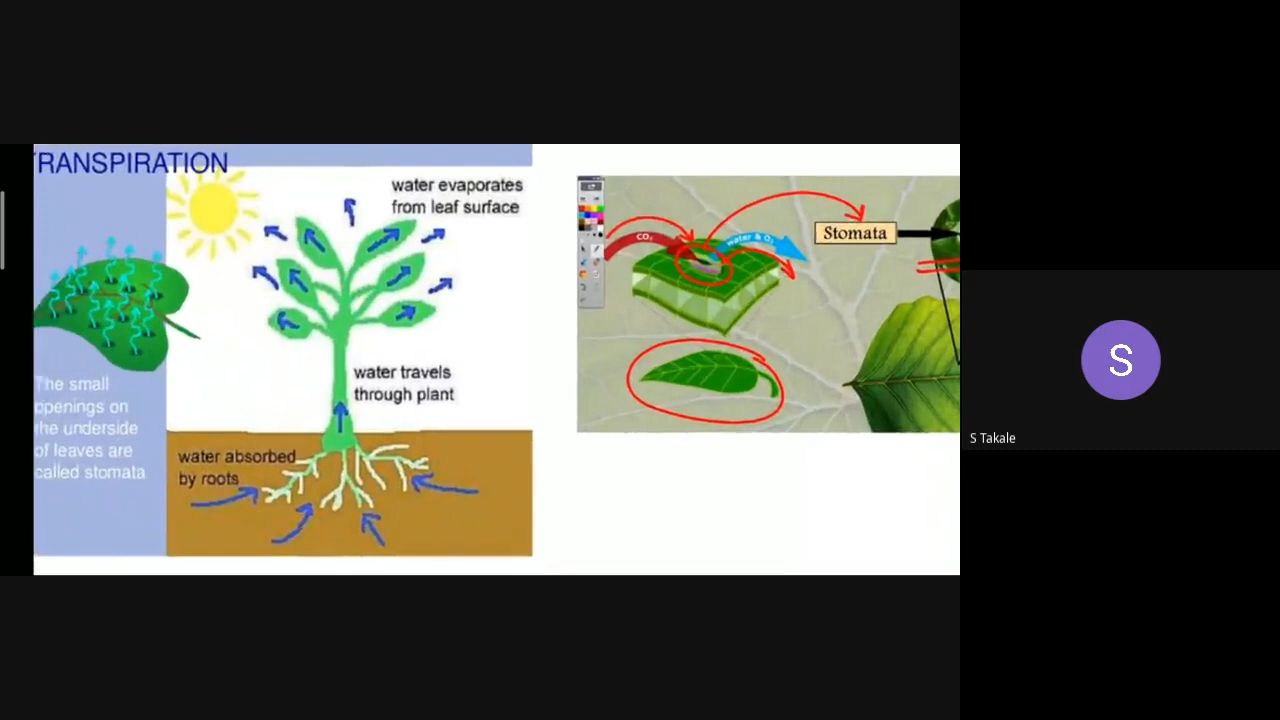 TRANSPIRATION
water evaporates
from leaf surface
water travels
through plant
water absorbed
by roots
The small
openings on
the underside
of leaves are
called stomata
CO₂
water & O₂
Stomata
S
S Takale